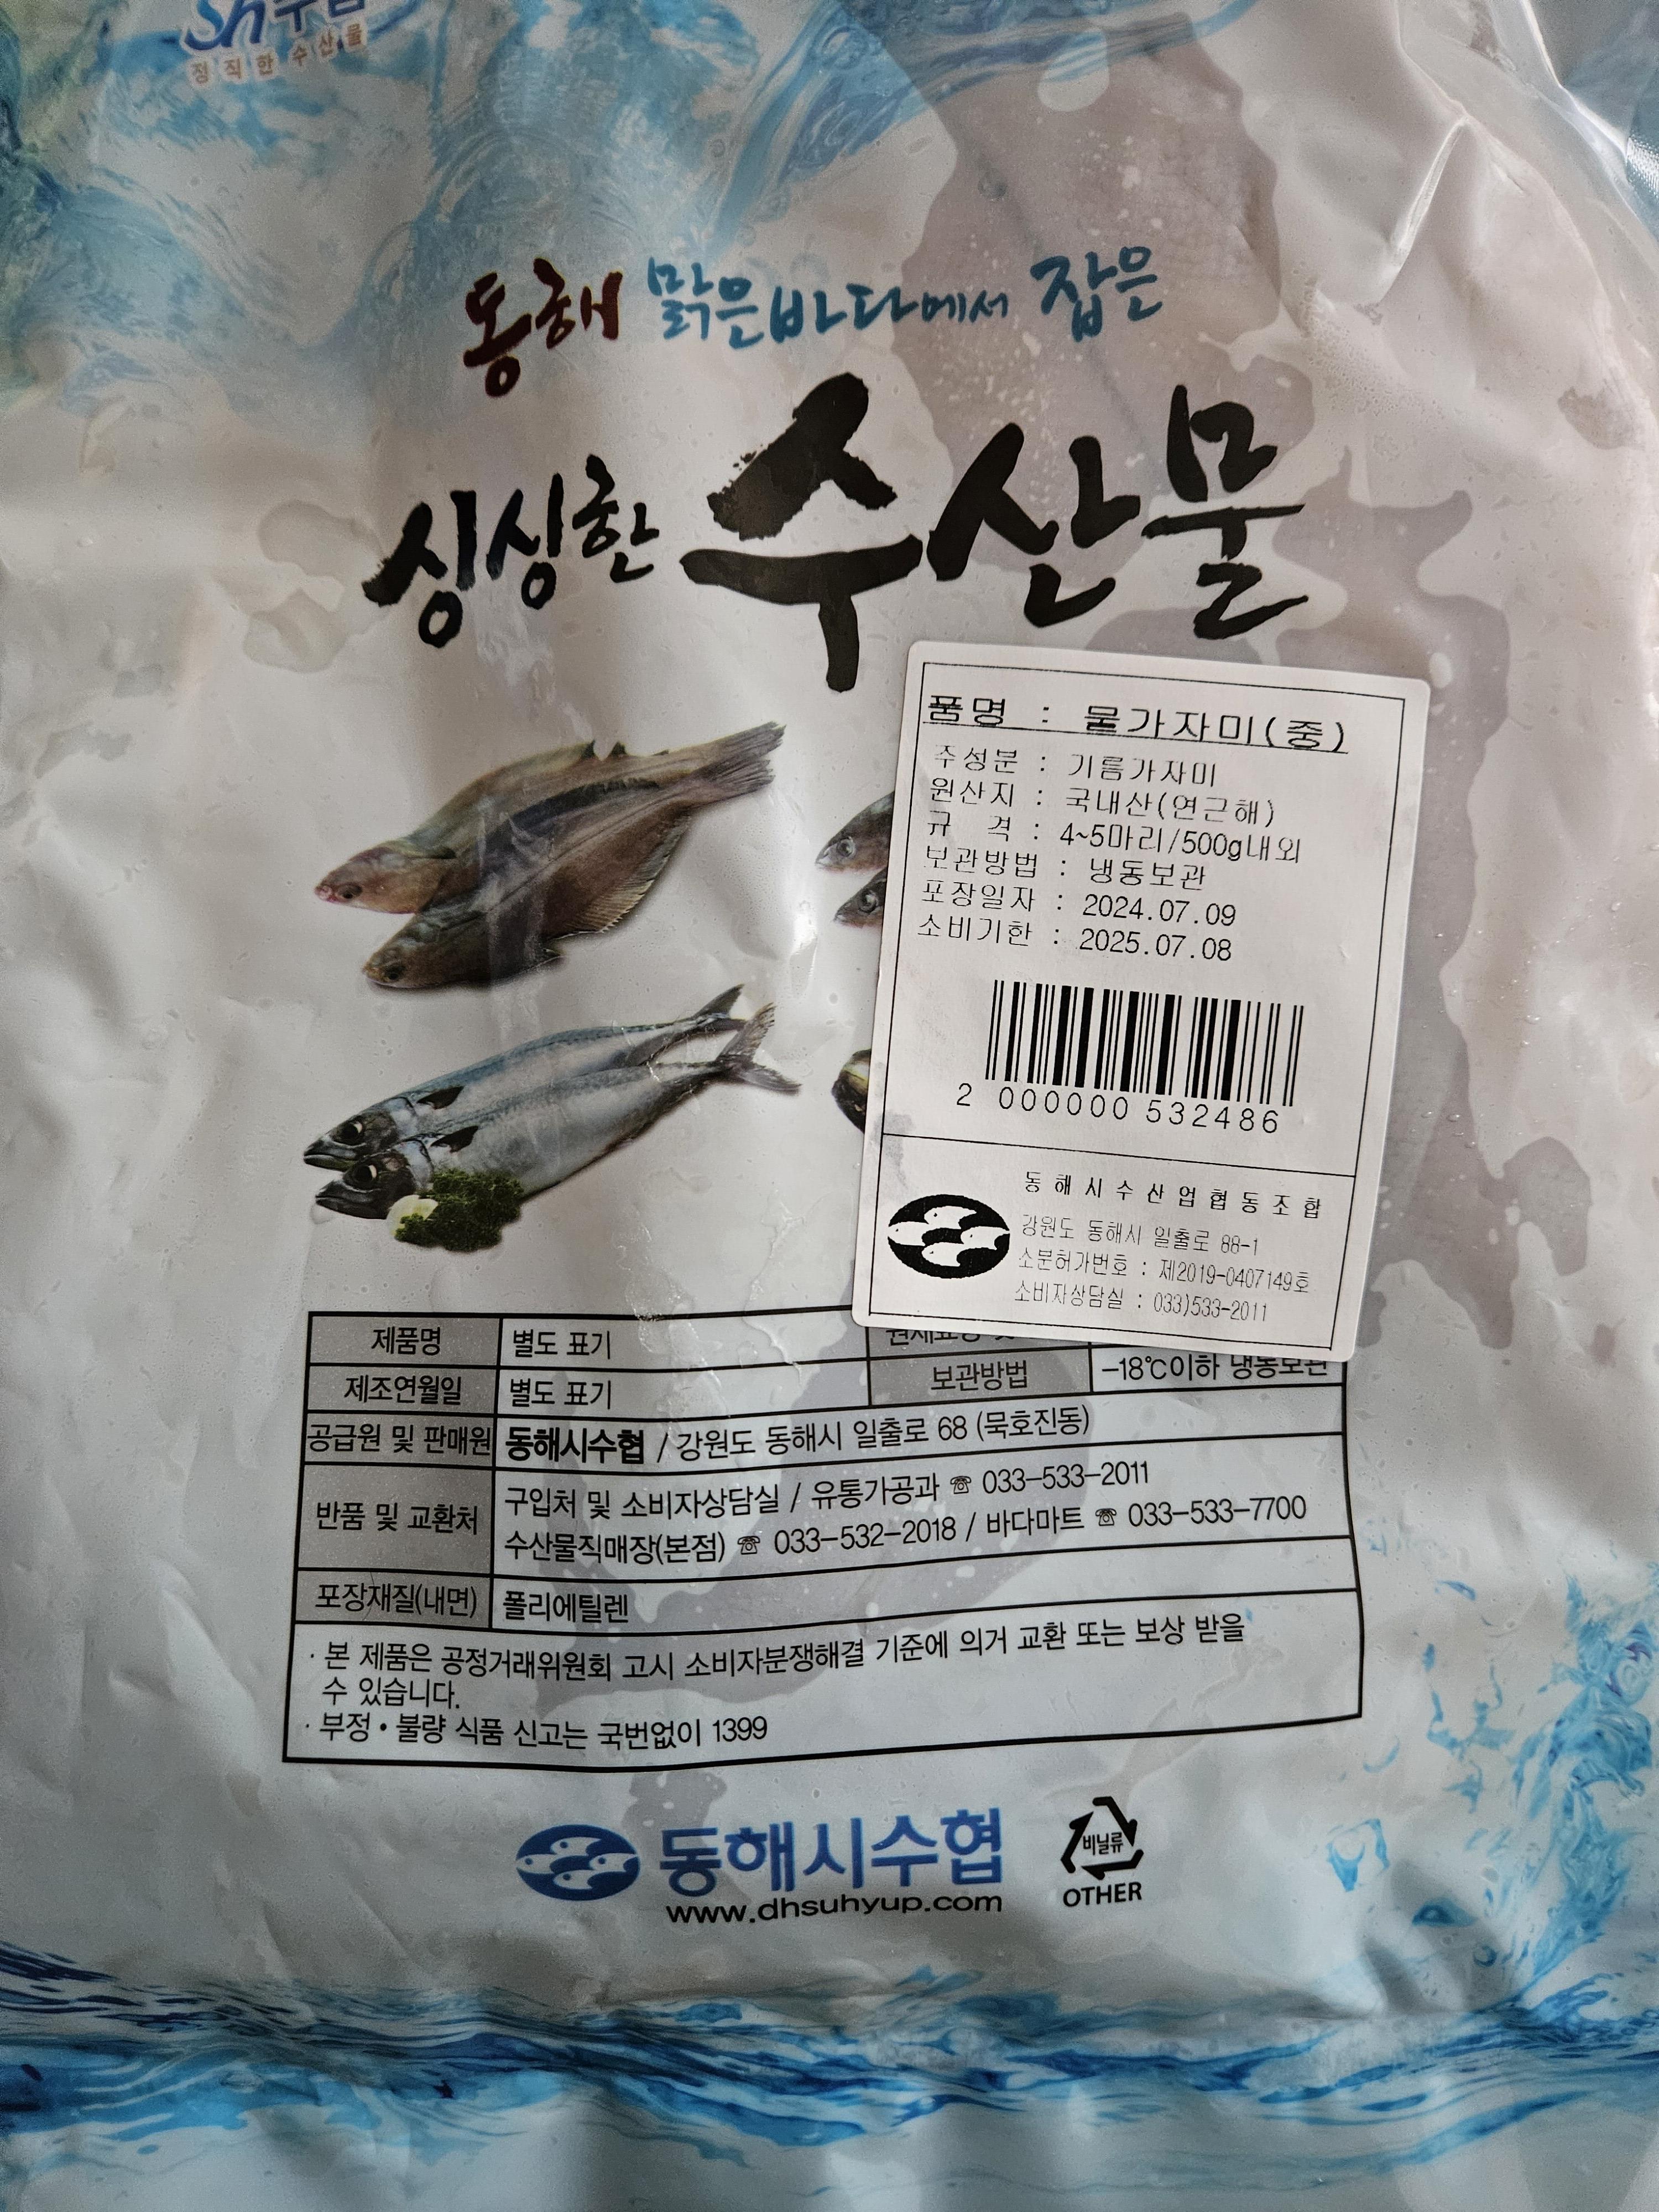 Sh수협
정직한수산물
동해 맑은바다에서 잡은
싱싱한 수산물
품명 : 물가자미(중)
주성분 : 기름가자미
원산지 : 국내산(연근해)
규 격 : 4~5마리/500g내외
보관방법 : 냉동보관
포장일자 : 2024.07.09
소비기한 : 2025.07.08
2 000000 532486
동해시수산업협동조합
강원도 동해시 일출로 88-1
소분허가번호 : 제2019-0407149호
소비자상담실 : 033)533-2011
제품명 별도 표기
제조연월일 별도 표기 보관방법 -18℃이하 냉동보관
공급원 및 판매원 동해시수협 / 강원도 동해시 일출로 68 (묵호진동)
반품 및 교환처 구입처 및 소비자상담실 / 유통가공과 ☏ 033-533-2011
수산물직매장(본점) ☏ 033-532-2018 / 바다마트 ☏ 033-533-7700
포장재질(내면) 폴리에틸렌
· 본 제품은 공정거래위원회 고시 소비자분쟁해결 기준에 의거 교환 또는 보상 받을
수 있습니다.
· 부정 • 불량 식품 신고는 국번없이 1399
동해시수협
www.dhsuhyup.com
비닐류
OTHER